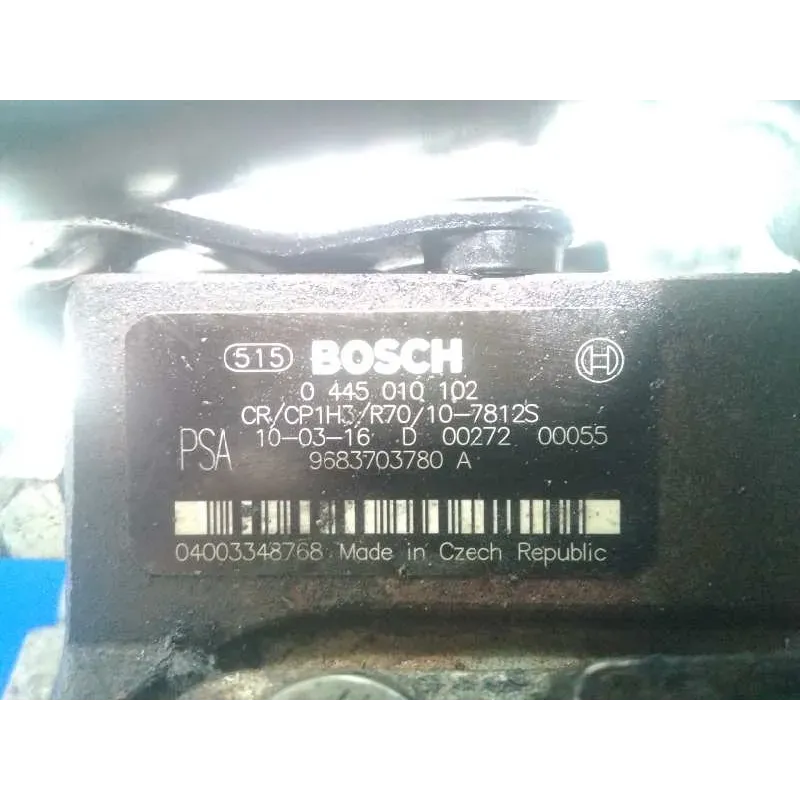 515 BOSCH
0 445 010 102
CR/CP1H3/R70/10-7812S
PSA 10-03-16 D 00272 00055
9683703780 A
04003348768 Made in Czech Republic